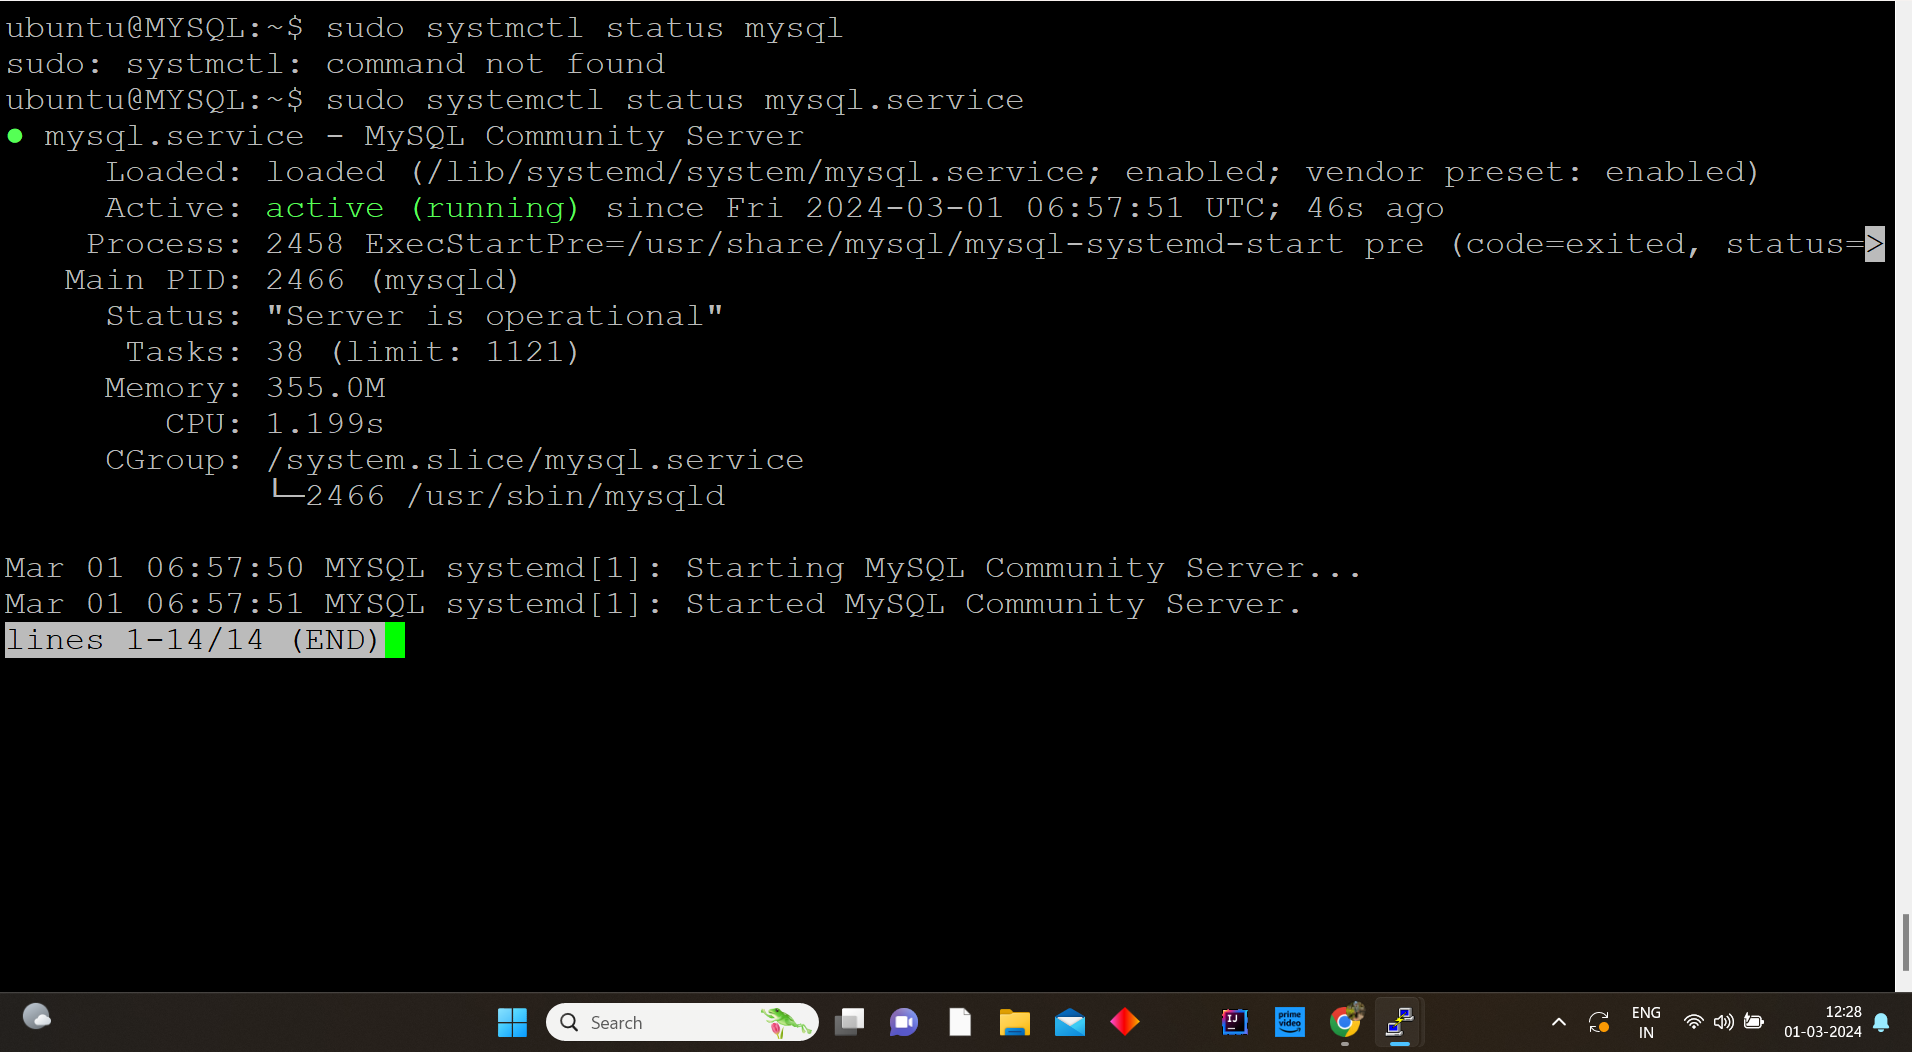 ubuntu@MYSQL:~$ sudo systmctl status mysql
sudo: systmctl: command not found
ubuntu@MYSQL:~$ sudo systemctl status mysql.service
● mysql.service - MySQL Community Server
Loaded: loaded (/lib/systemd/system/mysql.service; enabled; vendor preset: enabled)
Active: active (running) since Fri 2024-03-01 06:57:51 UTC; 46s ago
Process: 2458 ExecStartPre=/usr/share/mysql/mysql-systemd-start pre (code=exited, status=>
Main PID: 2466 (mysqld)
Status: "Server is operational"
Tasks: 38 (limit: 1121)
Memory: 355.0M
CPU: 1.199s
CGroup: /system.slice/mysql.service
└─2466 /usr/sbin/mysqld
Mar 01 06:57:50 MYSQL systemd[1]: Starting MySQL Community Server...
Mar 01 06:57:51 MYSQL systemd[1]: Started MySQL Community Server.
lines 1-14/14 (END)
Search
IJ
prime video
ENG
IN
12:28
01-03-2024